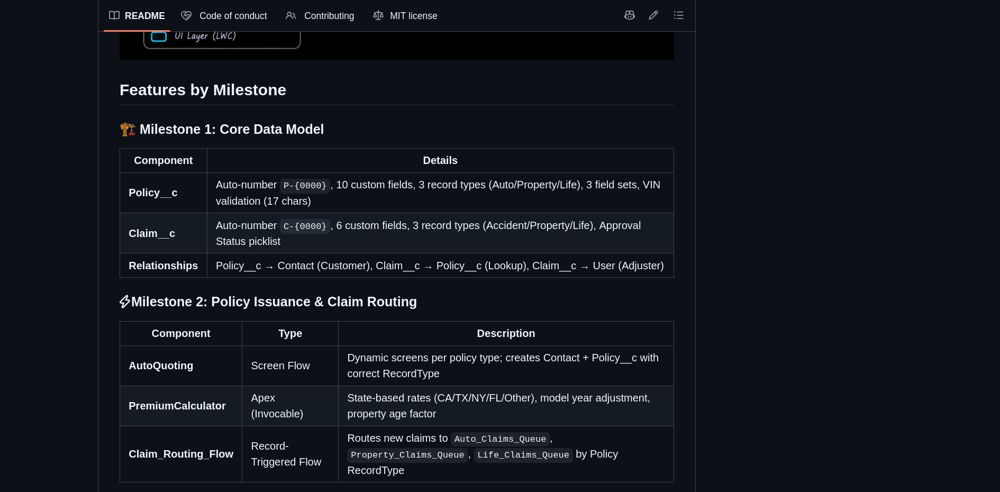 README
Code of conduct
Contributing
MIT license
UI Layer (LWC)
Features by Milestone
🏗️ Milestone 1: Core Data Model
Component
Details
Policy__c
Auto-number P-{0000}, 10 custom fields, 3 record types (Auto/Property/Life), 3 field sets, VIN
validation (17 chars)
Claim__c
Auto-number C-{0000}, 6 custom fields, 3 record types (Accident/Property/Life), Approval
Status picklist
Relationships
Policy__c → Contact (Customer), Claim__c → Policy__c (Lookup), Claim__c → User (Adjuster)
Milestone 2: Policy Issuance & Claim Routing
Component
Type
Description
AutoQuoting
Screen Flow
Dynamic screens per policy type; creates Contact + Policy__c with
correct RecordType
PremiumCalculator
Apex
(Invocable)
State-based rates (CA/TX/NY/FL/Other), model year adjustment,
property age factor
Claim_Routing_Flow
Record-
Triggered Flow
Routes new claims to Auto_Claims_Queue,
Property_Claims_Queue, Life_Claims_Queue by Policy
RecordType